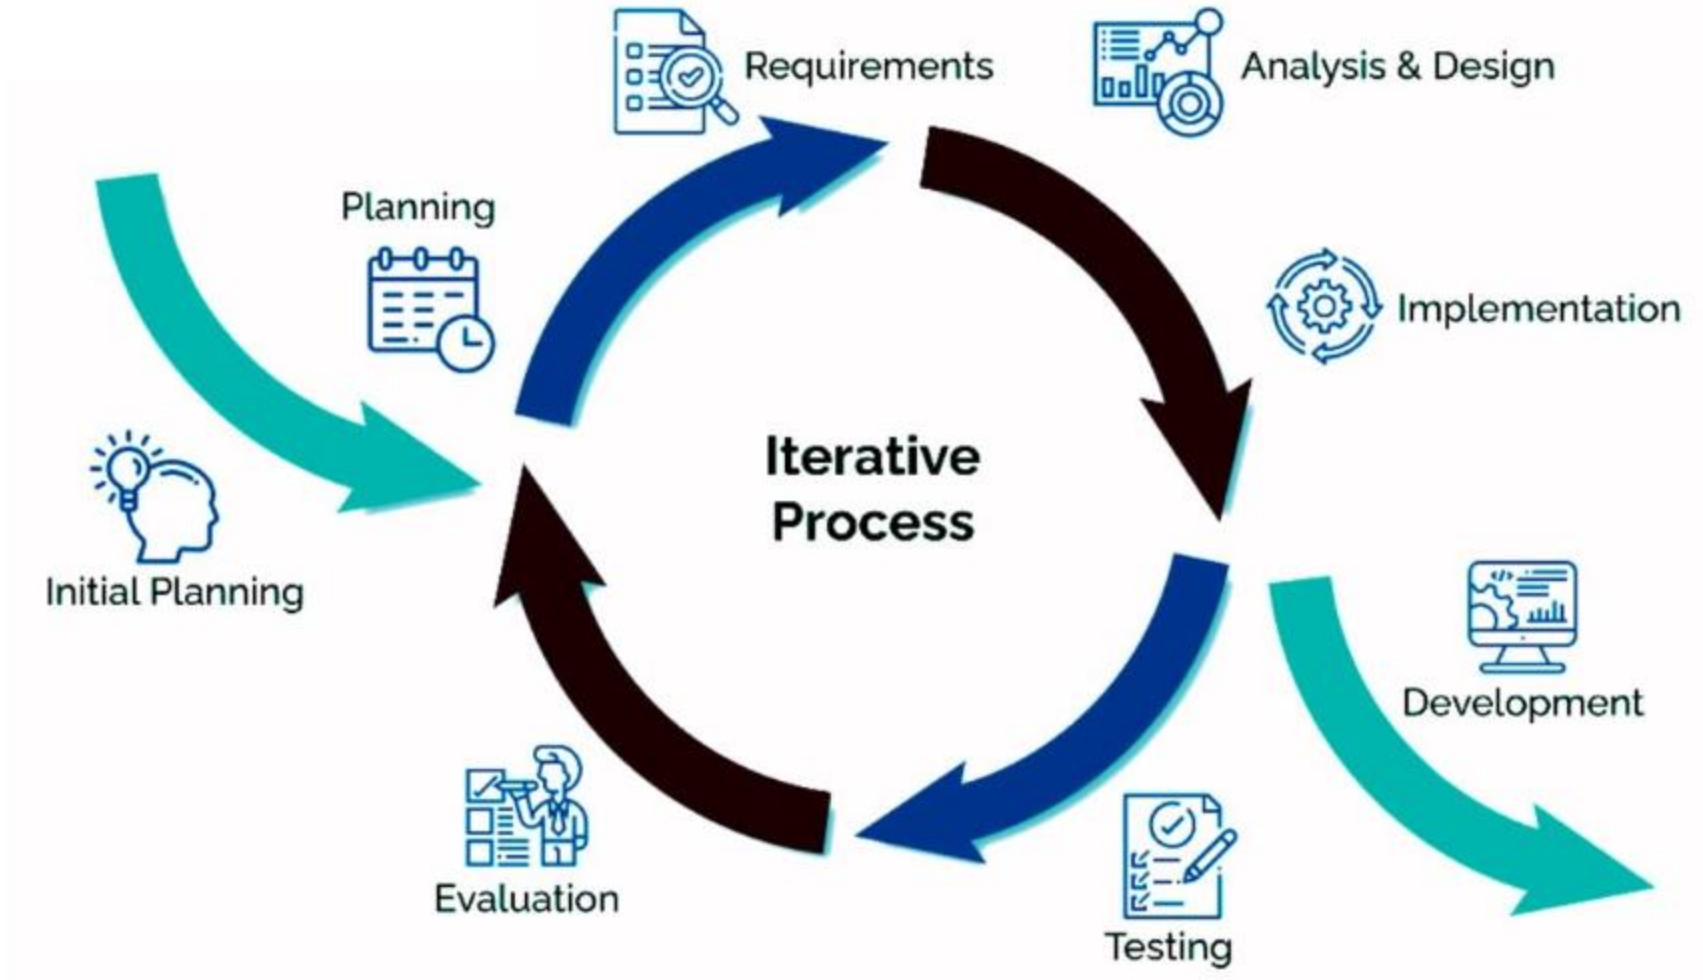 Requirements
Analysis & Design
Planning
Implementation
Iterative
Process
Initial Planning
Development
Evaluation
Testing